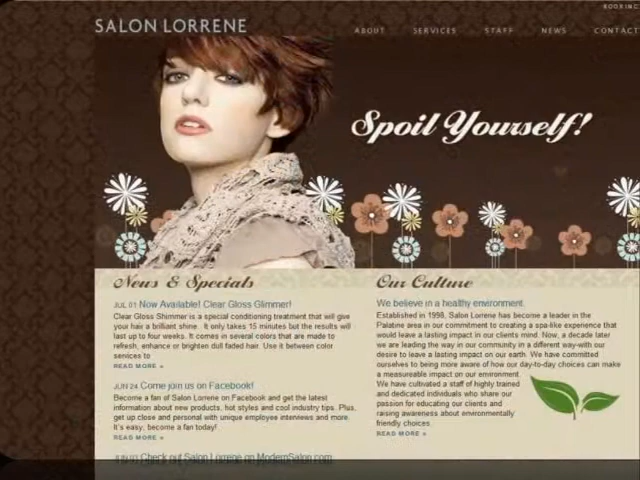 BOOKING
SALON LORRENE
ABOUT SERVICES STAFF NEWS CONTACT
Spoil Yourself!
News & Specials
JUL 01 Now Available! Clear Gloss Glimmer!
Clear Gloss Shimmer is a special conditioning treatment that will give
your hair a brilliant shine. It only takes 15 minutes but the results will
last up to four weeks. It comes in several colors that are made to
refresh, enhance or brighten dull faded hair. Use it between color
services to
READ MORE »
JUN 24 Come join us on Facebook!
Become a fan of Salon Lorrene on Facebook and get the latest
information about new products, hot styles and cool industry tips. Plus,
get up close and personal with unique employee interviews and more.
It's easy, become a fan today!
READ MORE »
Check out Salon Lorrene on ModernSalon.com
Our Culture
We believe in a healthy environment.
Established in 1998, Salon Lorrene has become a leader in the
Palatine area in our commitment to creating a spa-like experience that
would leave a lasting impact in our clients mind. Now, a decade later
we are leading the way in our community in a different way-with our
desire to leave a lasting impact on our earth. We have committed
ourselves to being more aware of how our day-to-day choices can make
a measureable impact on our environment.
We have cultivated a staff of highly trained
and dedicated individuals who share our
passion for educating our clients and
raising awareness about environmentally
friendly choices.
READ MORE »